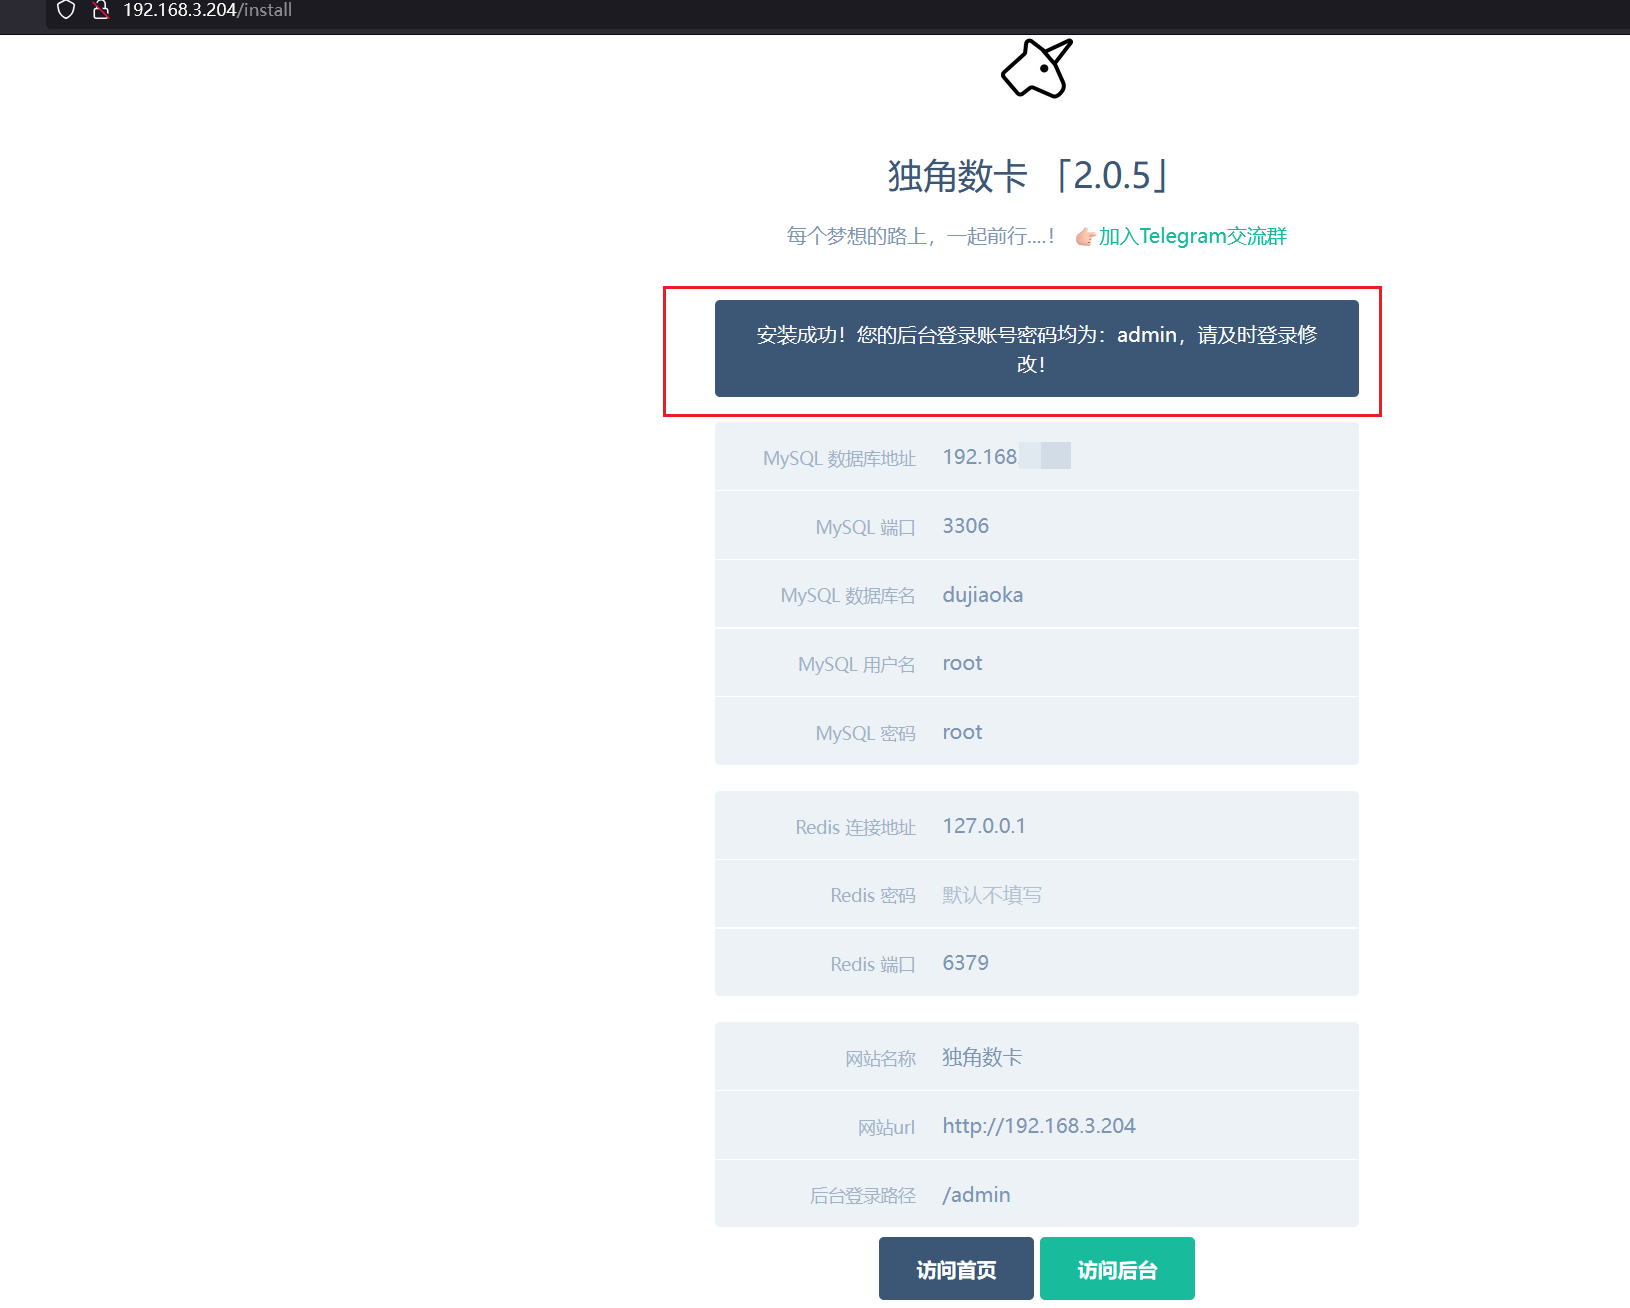 192.168.3.204/install
独角数卡 「2.0.5」
每个梦想的路上，一起前行....！ 👉加入Telegram交流群
安装成功！您的后台登录账号密码均为：admin，请及时登录修
改！
MySQL 数据库地址 192.168
MySQL 端口 3306
MySQL 数据库名 dujiaoka
MySQL 用户名 root
MySQL 密码 root
Redis 连接地址 127.0.0.1
Redis 密码 默认不填写
Redis 端口 6379
网站名称 独角数卡
网站url http://192.168.3.204
后台登录路径 /admin
访问首页 访问后台